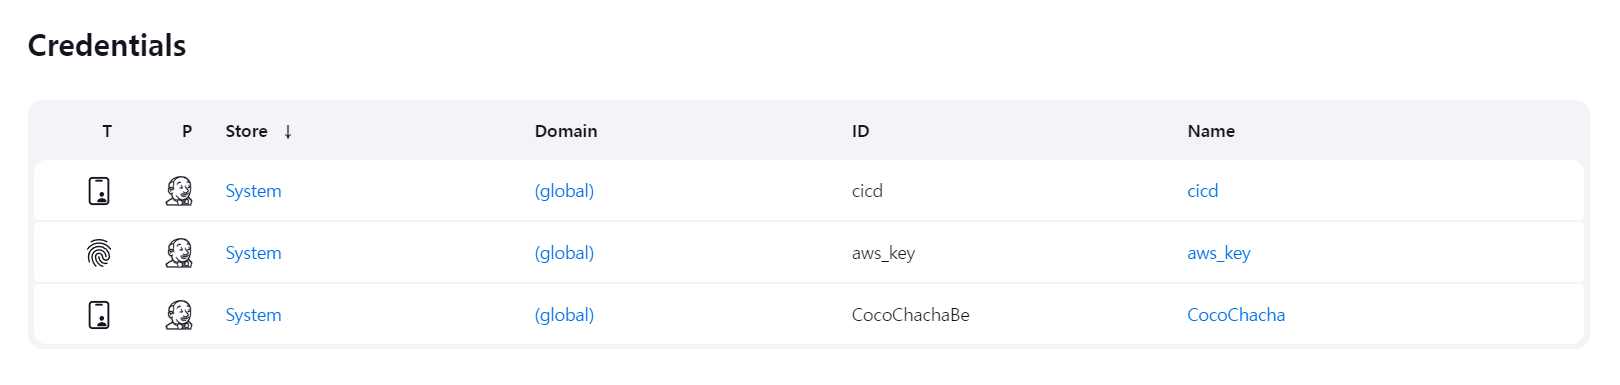 Credentials
T P Store ↓ Domain ID Name
System (global) cicd cicd
System (global) aws_key aws_key
System (global) CocoChachaBe CocoChacha